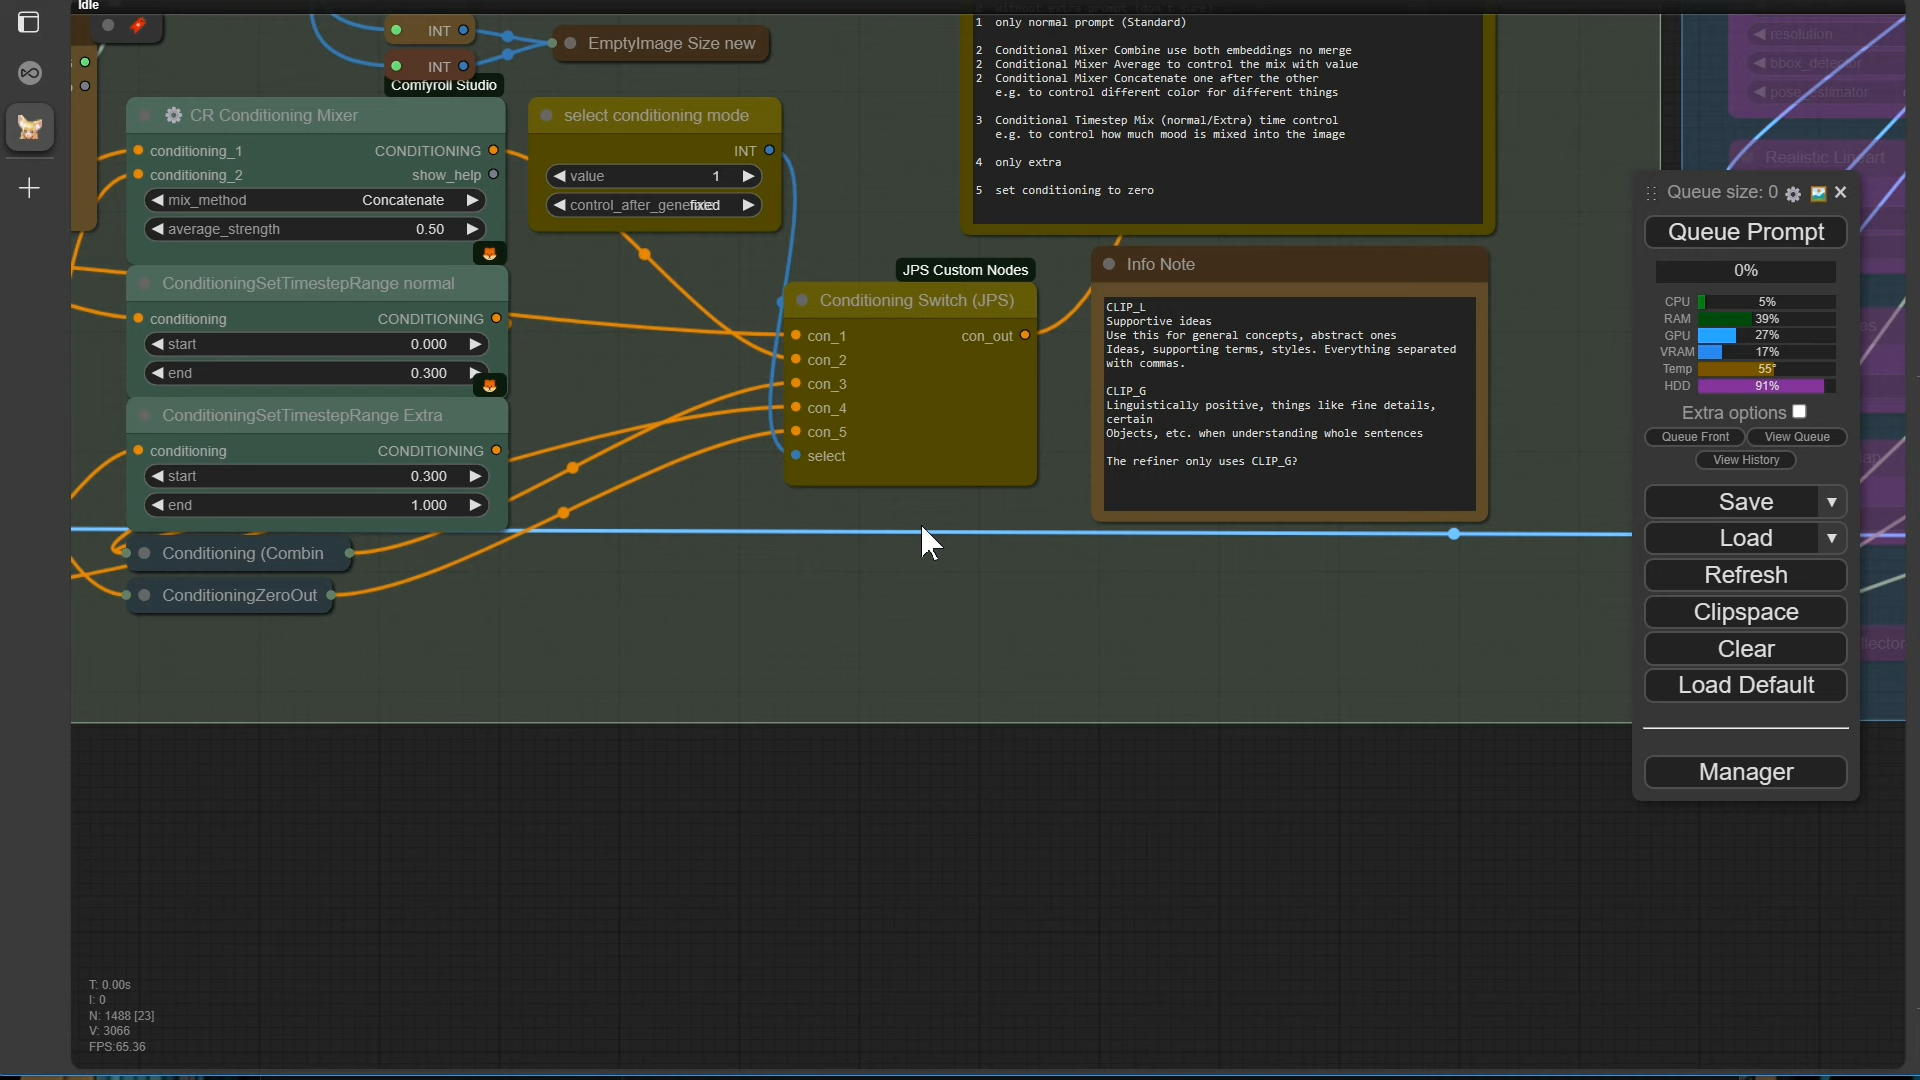 Idle
INT
EmptyImage Size new
INT
Comfyroll Studio
CR Conditioning Mixer
conditioning_1 CONDITIONING
conditioning_2 show_help
mix_method Concatenate
average_strength 0.50
select conditioning mode
INT
value 1
fixed
0 without extra prompt (don't sure)
1 only normal prompt (Standard)
2 Conditional Mixer Combine use both embeddings no merge
2 Conditional Mixer Average to control the mix with value
2 Conditional Mixer Concatenate one after the other
e.g. to control different color for different things
3 Conditional Timestep Mix (normal/Extra) time control
e.g. to control how much mood is mixed into the image
4 only extra
5 set conditioning to zero
ConditioningSetTimestepRange normal
conditioning CONDITIONING
start 0.000
end 0.300
ConditioningSetTimestepRange Extra
conditioning CONDITIONING
start 0.300
end 1.000
Conditioning (Combin
ConditioningZeroOut
JPS Custom Nodes
Conditioning Switch (JPS)
con_1 con_out
con_2
con_3
con_4
con_5
select
Info Note
CLIP_L
Supportive ideas
Use this for general concepts, abstract ones
Ideas, supporting terms, styles. Everything separated
with commas.
CLIP_G
Linguistically positive, things like fine details,
certain
Objects, etc. when understanding whole sentences
The refiner only uses CLIP_G?
resolution
bbox_detector
pose_estimator
Realistic Lineart
Queue size: 0
Queue Prompt
0%
CPU 5%
RAM 39%
GPU 27%
VRAM 17%
Temp 55°
HDD 91%
Extra options
Queue Front View Queue
View History
Save
Load
Refresh
Clipspace
Clear
Load Default
Manager
T: 0.00s
I: 0
N: 1488 [23]
V: 3066
FPS:65.36